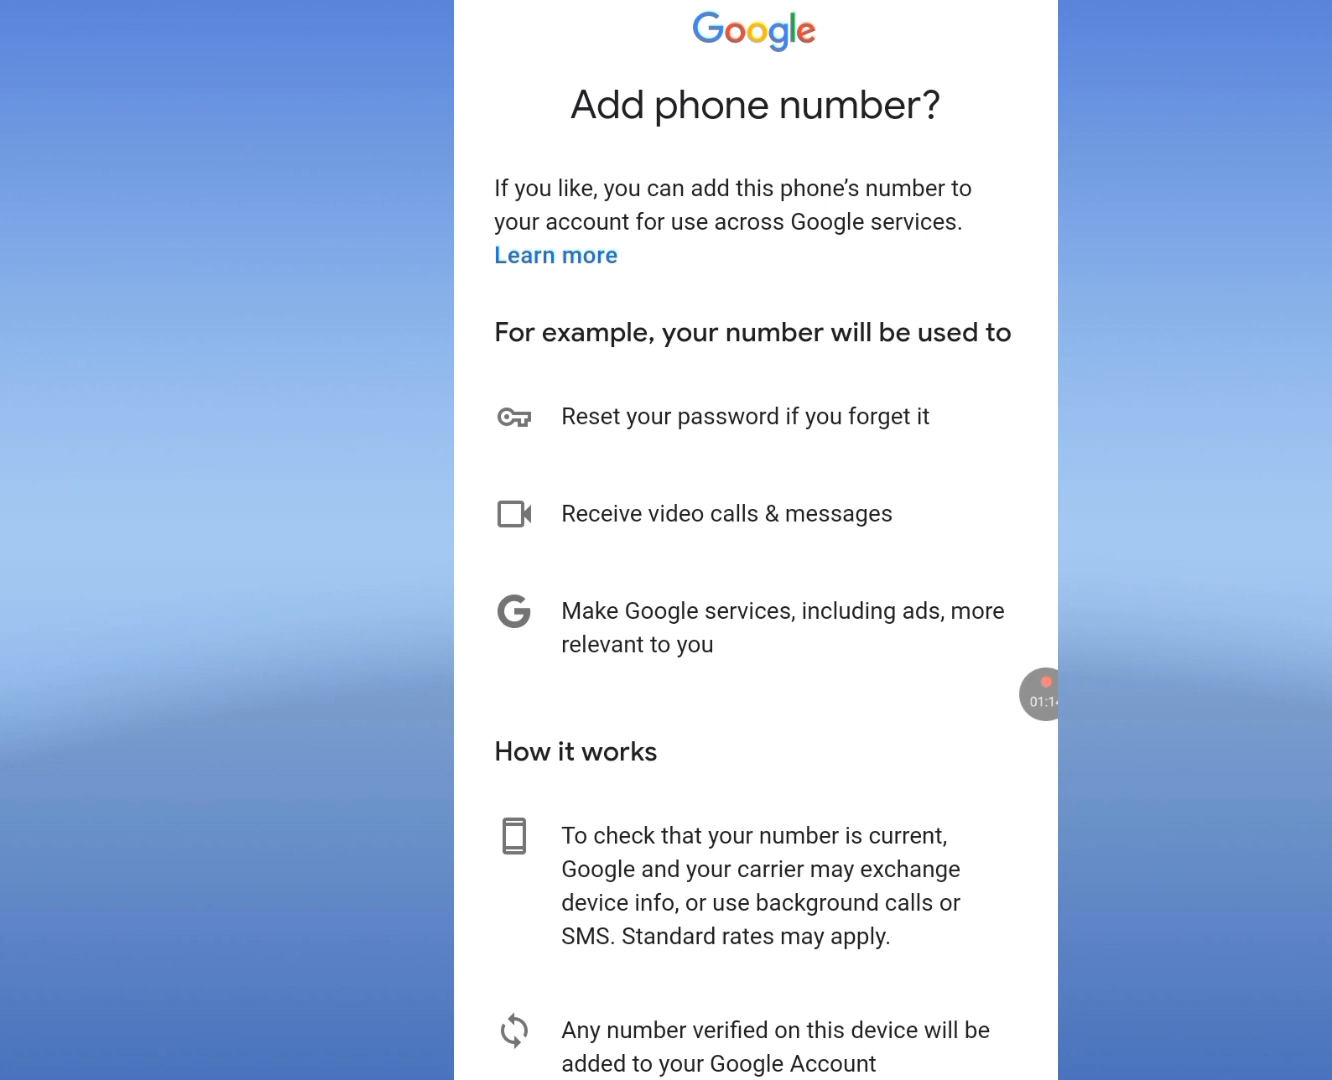 Google
Add phone number?
If you like, you can add this phone’s number to
your account for use across Google services.
Learn more
For example, your number will be used to
Reset your password if you forget it
Receive video calls & messages
Make Google services, including ads, more
relevant to you
How it works
To check that your number is current,
Google and your carrier may exchange
device info, or use background calls or
SMS. Standard rates may apply.
Any number verified on this device will be
added to your Google Account